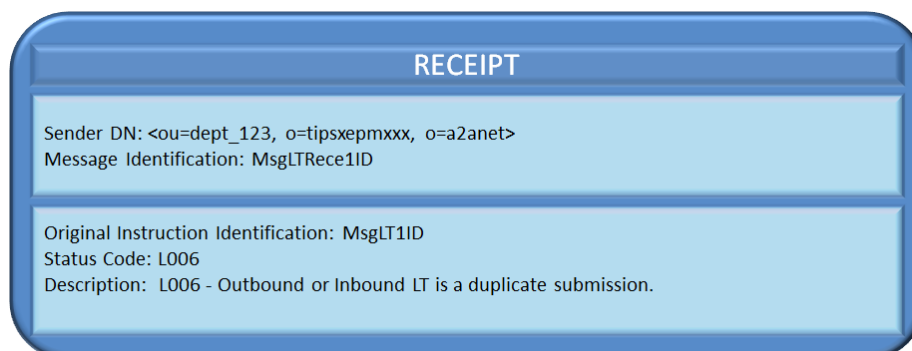 RECEIPT
Sender DN: <ou=dept_123, o=tipsxepmxxx, o=a2anet>
Message Identification: MsgLTRece1ID
Original Instruction Identification: MsgLT1ID
Status Code: L006
Description: L006 - Outbound or Inbound LT is a duplicate submission.